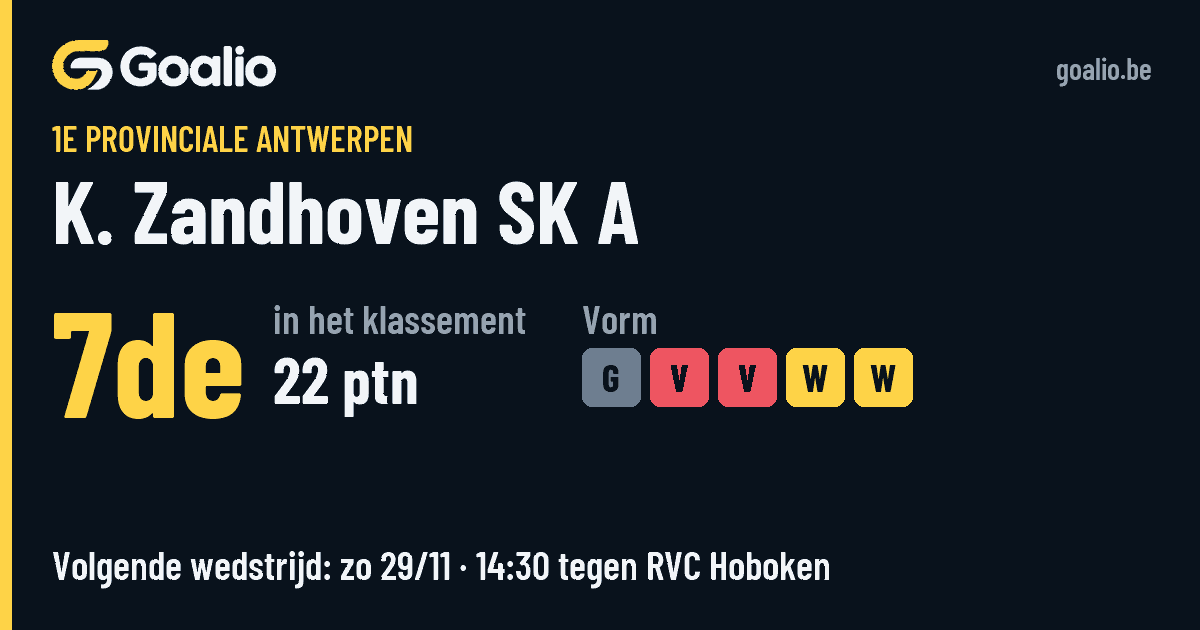 Goalio
goalio.be
1E PROVINCIALE ANTWERPEN
K. Zandhoven SK A
7de
in het klassement
22 ptn
Vorm
G V V W W
Volgende wedstrijd: zo 29/11 · 14:30 tegen RVC Hoboken